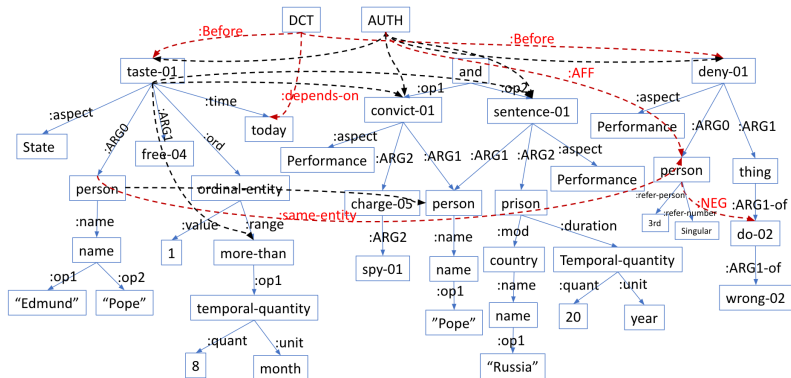 DCT AUTH
:Before :Before
taste-01 and :AFF deny-01
:op1 :op2
:aspect :time :depends-on convict-01 sentence-01 :aspect
:ARG0 :ARG1 :ord today Performance :ARG0 :ARG1
State free-04 :aspect :ARG2 :ARG1 :ARG1 :ARG2 :aspect
Performance Performance person thing
person ordinal-entity charge-05 person prison :refer-person :NEG :ARG1-of
:same-entity :refer-number
:name :value :range :ARG2 :name :mod :duration 3rd Singular do-02
name 1 more-than spy-01 name country Temporal-quantity :ARG1-of
:op1 :op2 :op1 :op1 :name :quant :unit wrong-02
“Edmund” “Pope” temporal-quantity ”Pope” name 20 year
:quant :unit :op1
8 month “Russia”